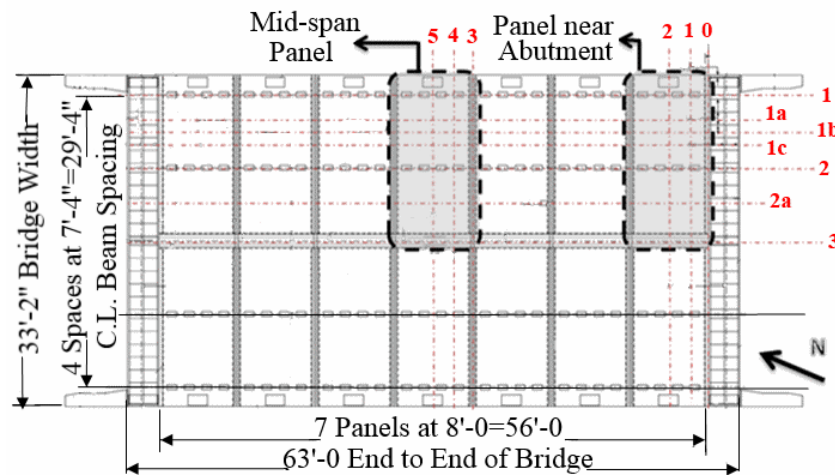 Mid-span
Panel
Panel near
Abutment
5 4 3
2 1 0
1
1a
1b
1c
2
2a
3
33'-2" Bridge Width
4 Spaces at 7'-4"=29'-4"
C.L. Beam Spacing
N
7 Panels at 8'-0=56'-0
63'-0 End to End of Bridge